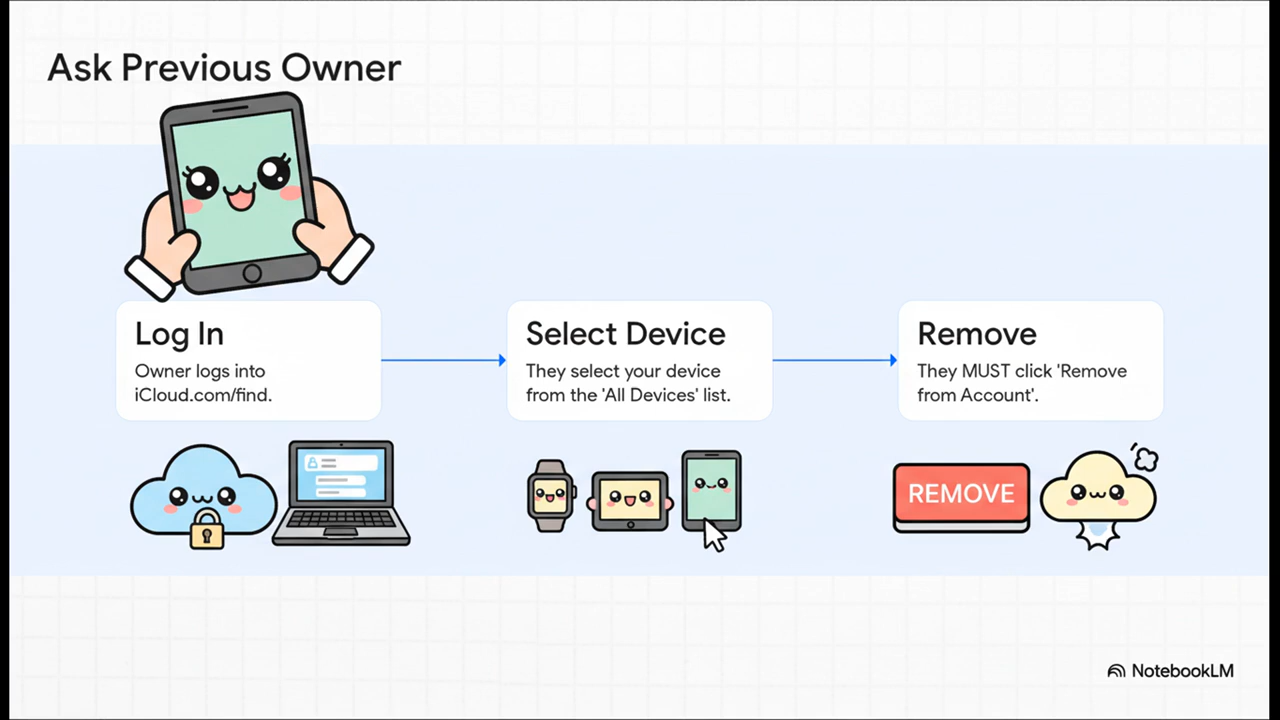 Ask Previous Owner
Log In
Owner logs into
iCloud.com/find.
Select Device
They select your device
from the 'All Devices' list.
Remove
They MUST click 'Remove
from Account'.
REMOVE
NotebookLM